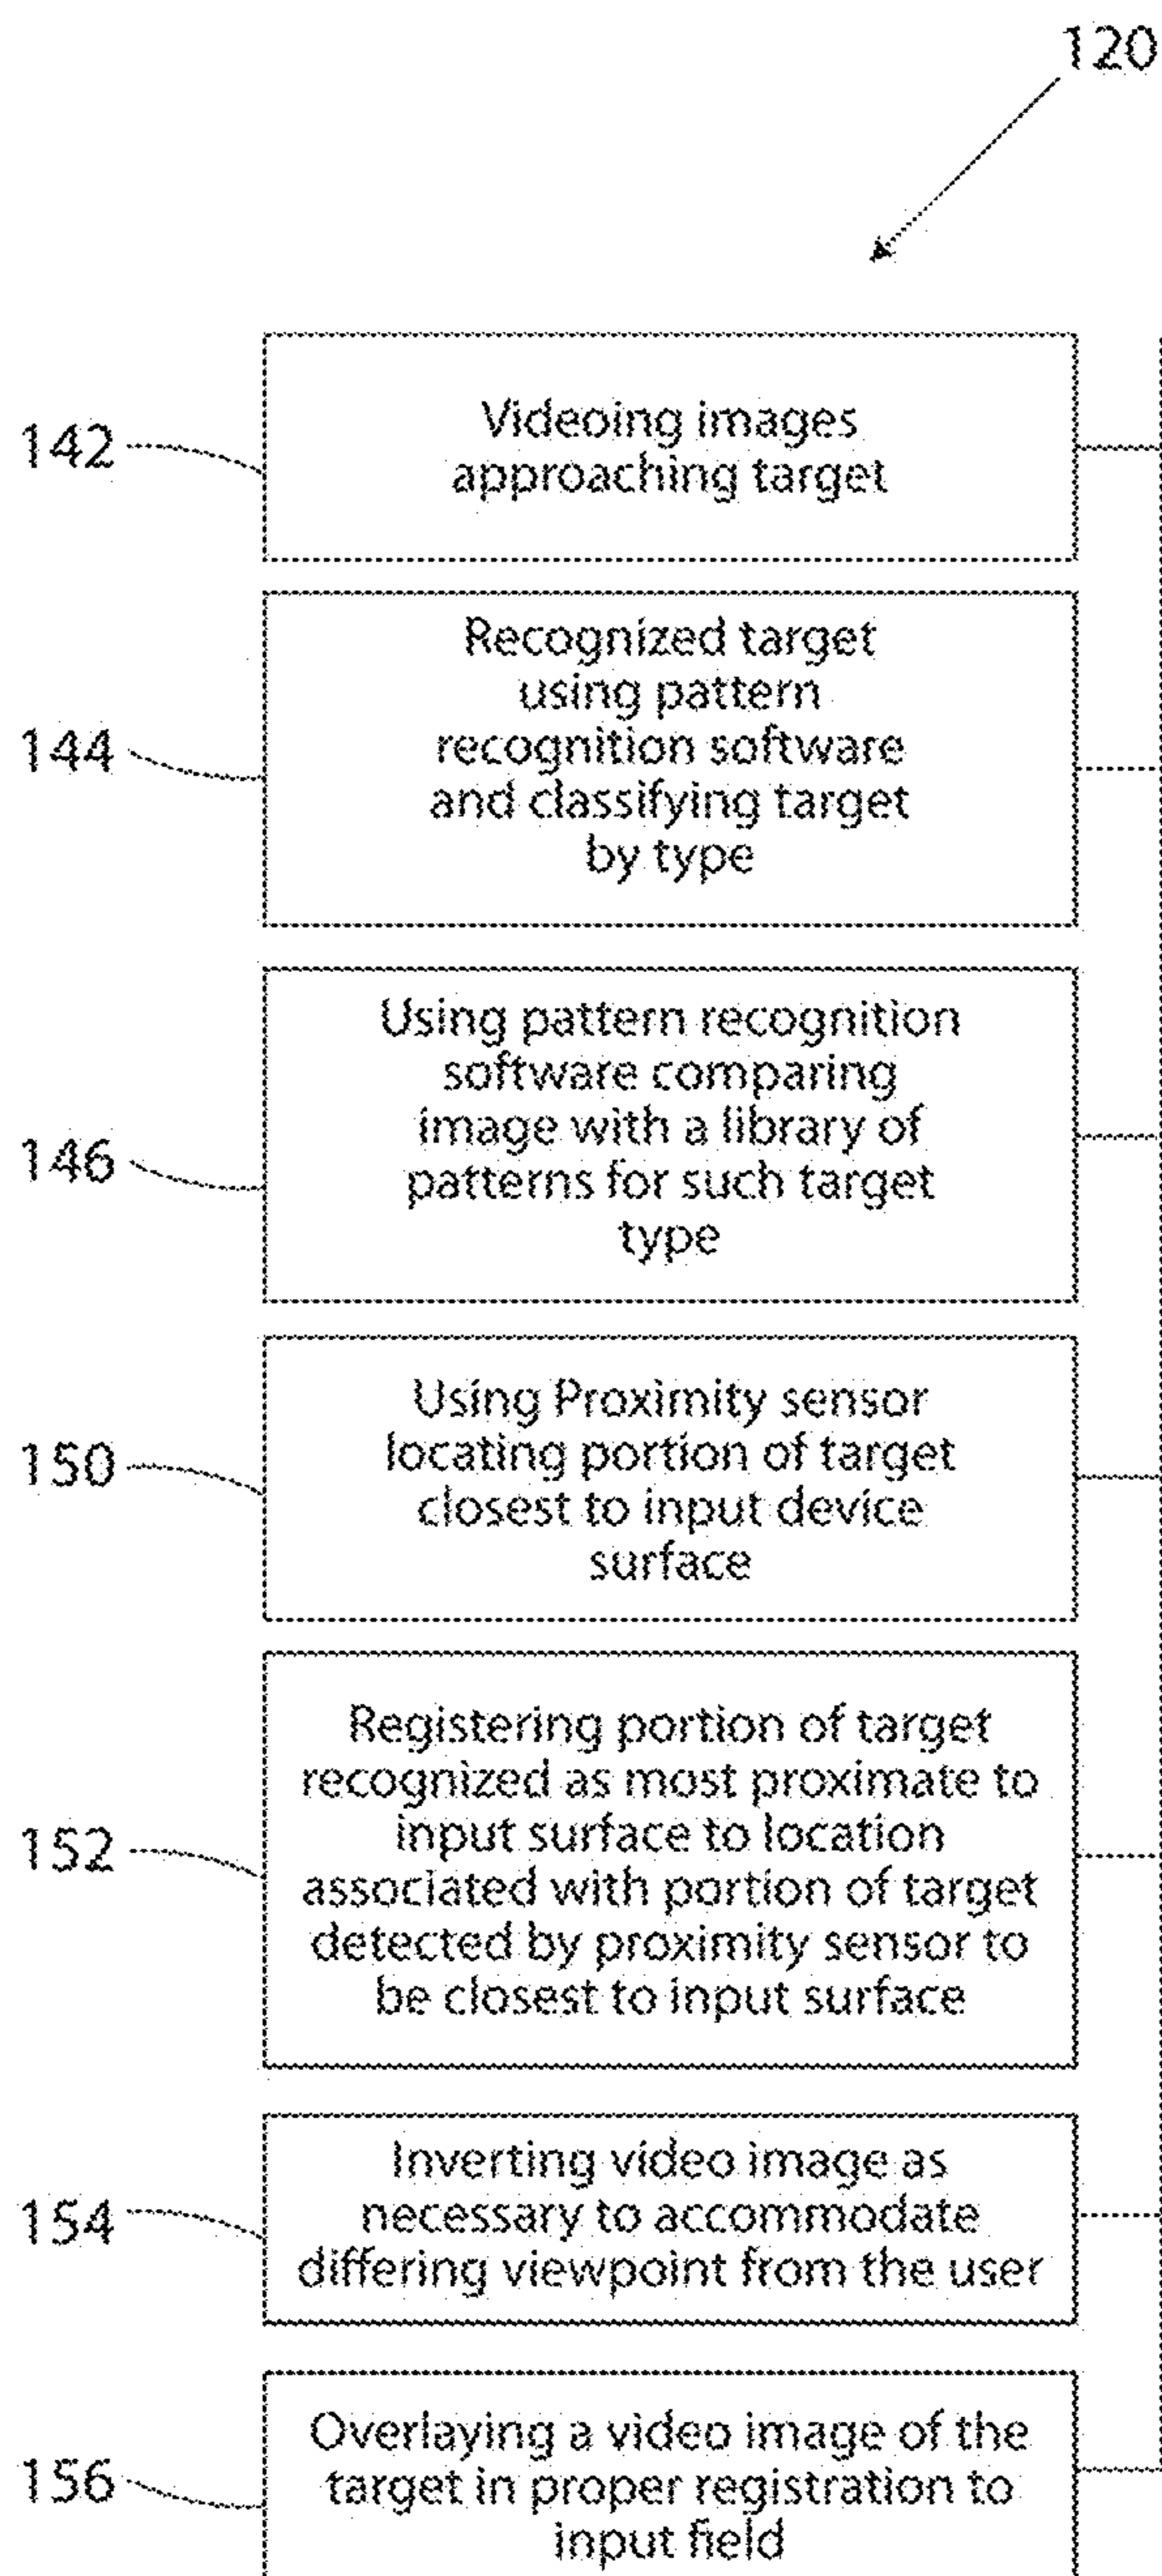 120
142
Videoing images
approaching target
144
Recognized target
using pattern
recognition software
and classifying target
by type
146
Using pattern recognition
software comparing
image with a library of
patterns for such target
type
150
Using Proximity sensor
locating portion of target
closest to input device
surface
152
Registering portion of target
recognized as most proximate to
input surface to location
associated with portion of target
detected by proximity sensor to
be closest to input surface
154
Inverting video image as
necessary to accommodate
differing viewpoint from the user
156
Overlaying a video image of the
target in proper registration to
input field